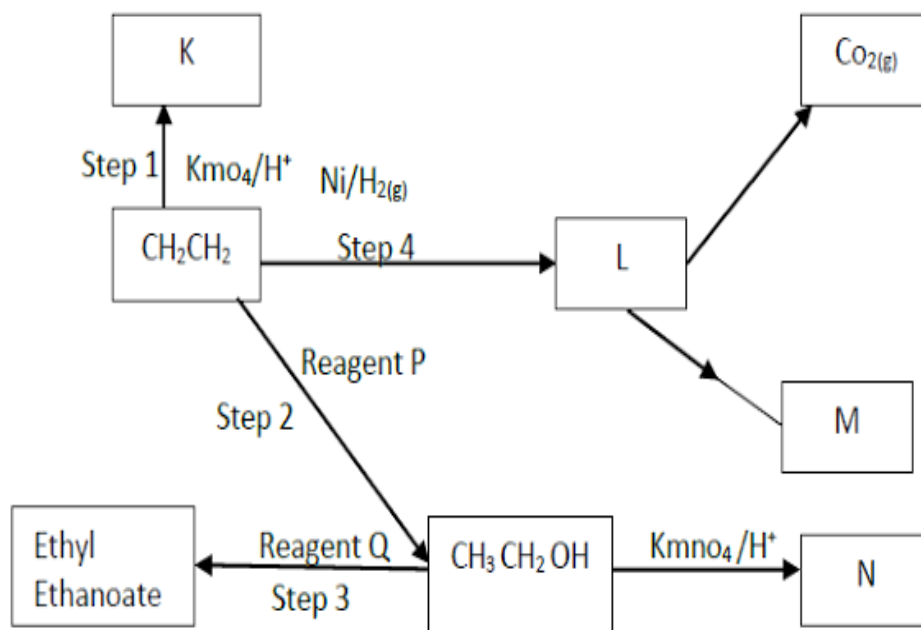 K
Co₂(g)
Step 1
Kmo₄/H⁺
Ni/H₂(g)
CH₂CH₂
Step 4
L
Reagent P
Step 2
M
Ethyl
Ethanoate
Reagent Q
Step 3
CH₃ CH₂ OH
Kmno₄ /H⁺
N